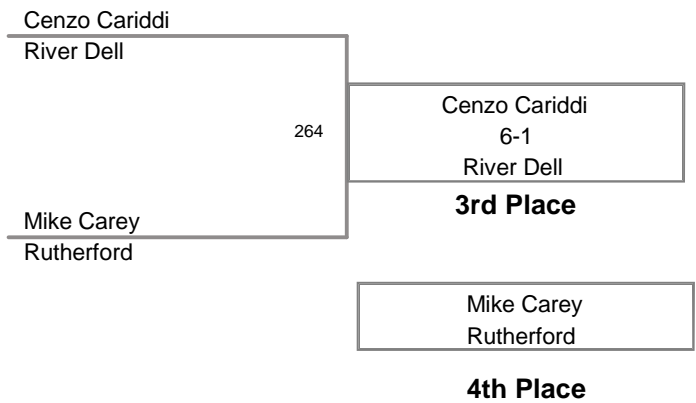 Cenzo Cariddi
River Dell
264
Cenzo Cariddi
6-1
River Dell
3rd Place
Mike Carey
Rutherford
Mike Carey
Rutherford
4th Place